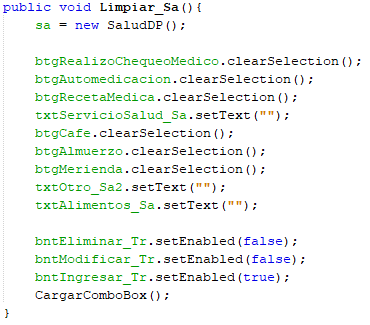 public void Limpiar_Sa(){
sa = new SaludDP();
btgRealizoChequeoMedico.clearSelection();
btgAutomedicacion.clearSelection();
btgRecetaMedica.clearSelection();
txtServicioSalud_Sa.setText("");
btgCafe.clearSelection();
btgAlmuerzo.clearSelection();
btgMerienda.clearSelection();
txtOtro_Sa2.setText("");
txtAlimentos_Sa.setText("");
bntEliminar_Tr.setEnabled(false);
bntModificar_Tr.setEnabled(false);
bntIngresar_Tr.setEnabled(true);
CargarComboBox();
}